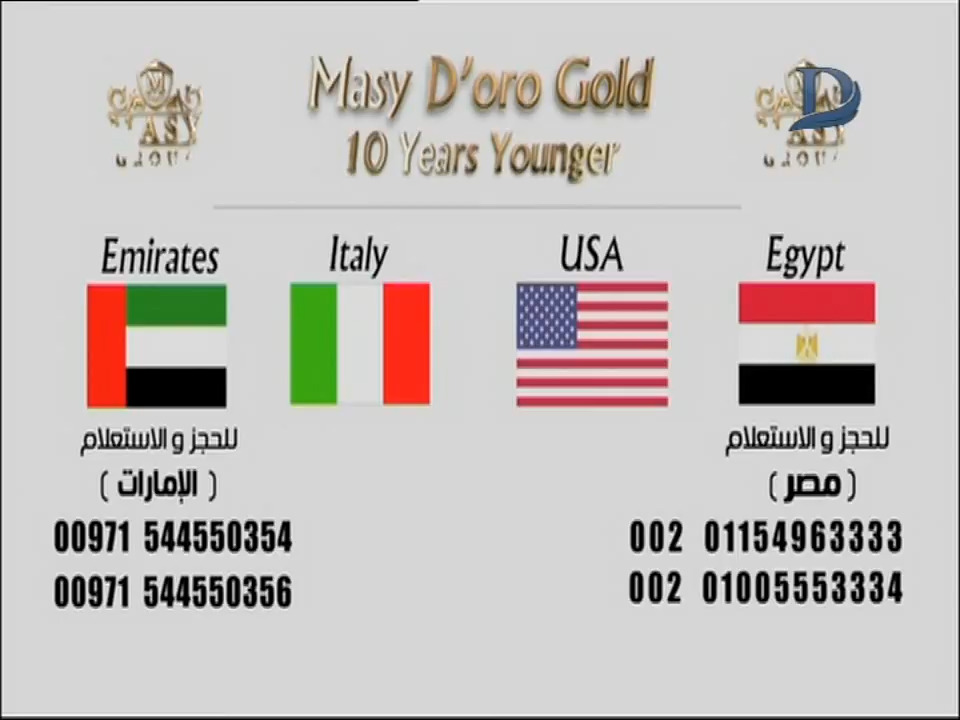 Masy D'oro Gold
10 Years Younger
Emirates
Italy
USA
Egypt
للحجز و الاستعلام
( الإمارات )
00971 544550354
00971 544550356
للحجز و الاستعلام
( مصر )
002 01154963333
002 01005553334